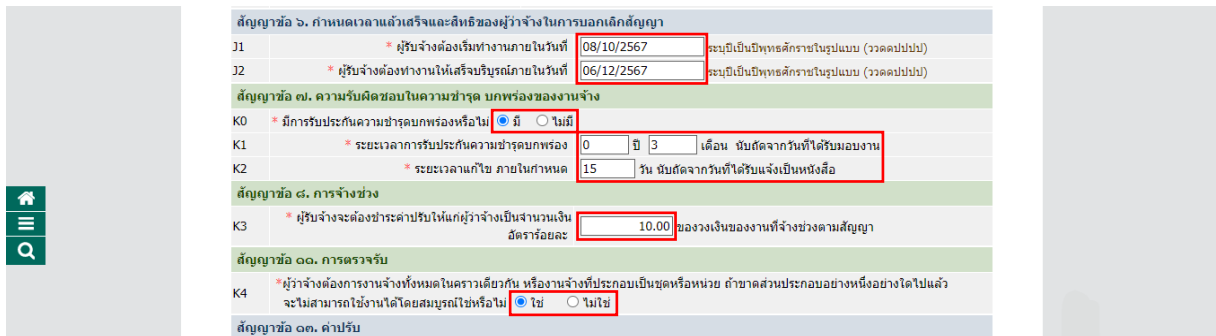 สัญญาข้อ ๖. กำหนดเวลาแล้วเสร็จและสิทธิของผู้ว่าจ้างในการบอกเลิกสัญญา
J1 * ผู้รับจ้างต้องเริ่มทำงานภายในวันที่ 08/10/2567 ระบุปีเป็นปีพุทธศักราชในรูปแบบ (ววดดปปปป)
J2 * ผู้รับจ้างต้องทำงานให้เสร็จบริบูรณ์ภายในวันที่ 06/12/2567 ระบุปีเป็นปีพุทธศักราชในรูปแบบ (ววดดปปปป)
สัญญาข้อ ๗. ความรับผิดชอบในความชำรุด บกพร่องของงานจ้าง
K0 * มีการรับประกันความชำรุดบกพร่องหรือไม่ มี ไม่มี
K1 * ระยะเวลาการรับประกันความชำรุดบกพร่อง 0 ปี 3 เดือน นับถัดจากวันที่ได้รับมอบงาน
K2 * ระยะเวลาแก้ไข ภายในกำหนด 15 วัน นับถัดจากวันที่ได้รับแจ้งเป็นหนังสือ
สัญญาข้อ ๘. การจ้างช่วง
K3 * ผู้รับจ้างจะต้องชำระค่าปรับให้แก่ผู้ว่าจ้างเป็นจำนวนเงิน
อัตราร้อยละ 10.00 ของวงเงินของงานที่จ้างช่วงตามสัญญา
สัญญาข้อ ๑๑. การตรวจรับ
K4 *ผู้ว่าจ้างต้องการงานจ้างทั้งหมดในคราวเดียวกัน หรืองานจ้างที่ประกอบเป็นชุดหรือหน่วย ถ้าขาดส่วนประกอบอย่างหนึ่งอย่างใดไปแล้ว
จะไม่สามารถใช้งานได้โดยสมบูรณ์ใช่หรือไม่ ใช่ ไม่ใช่
สัญญาข้อ ๑๓. ค่าปรับ